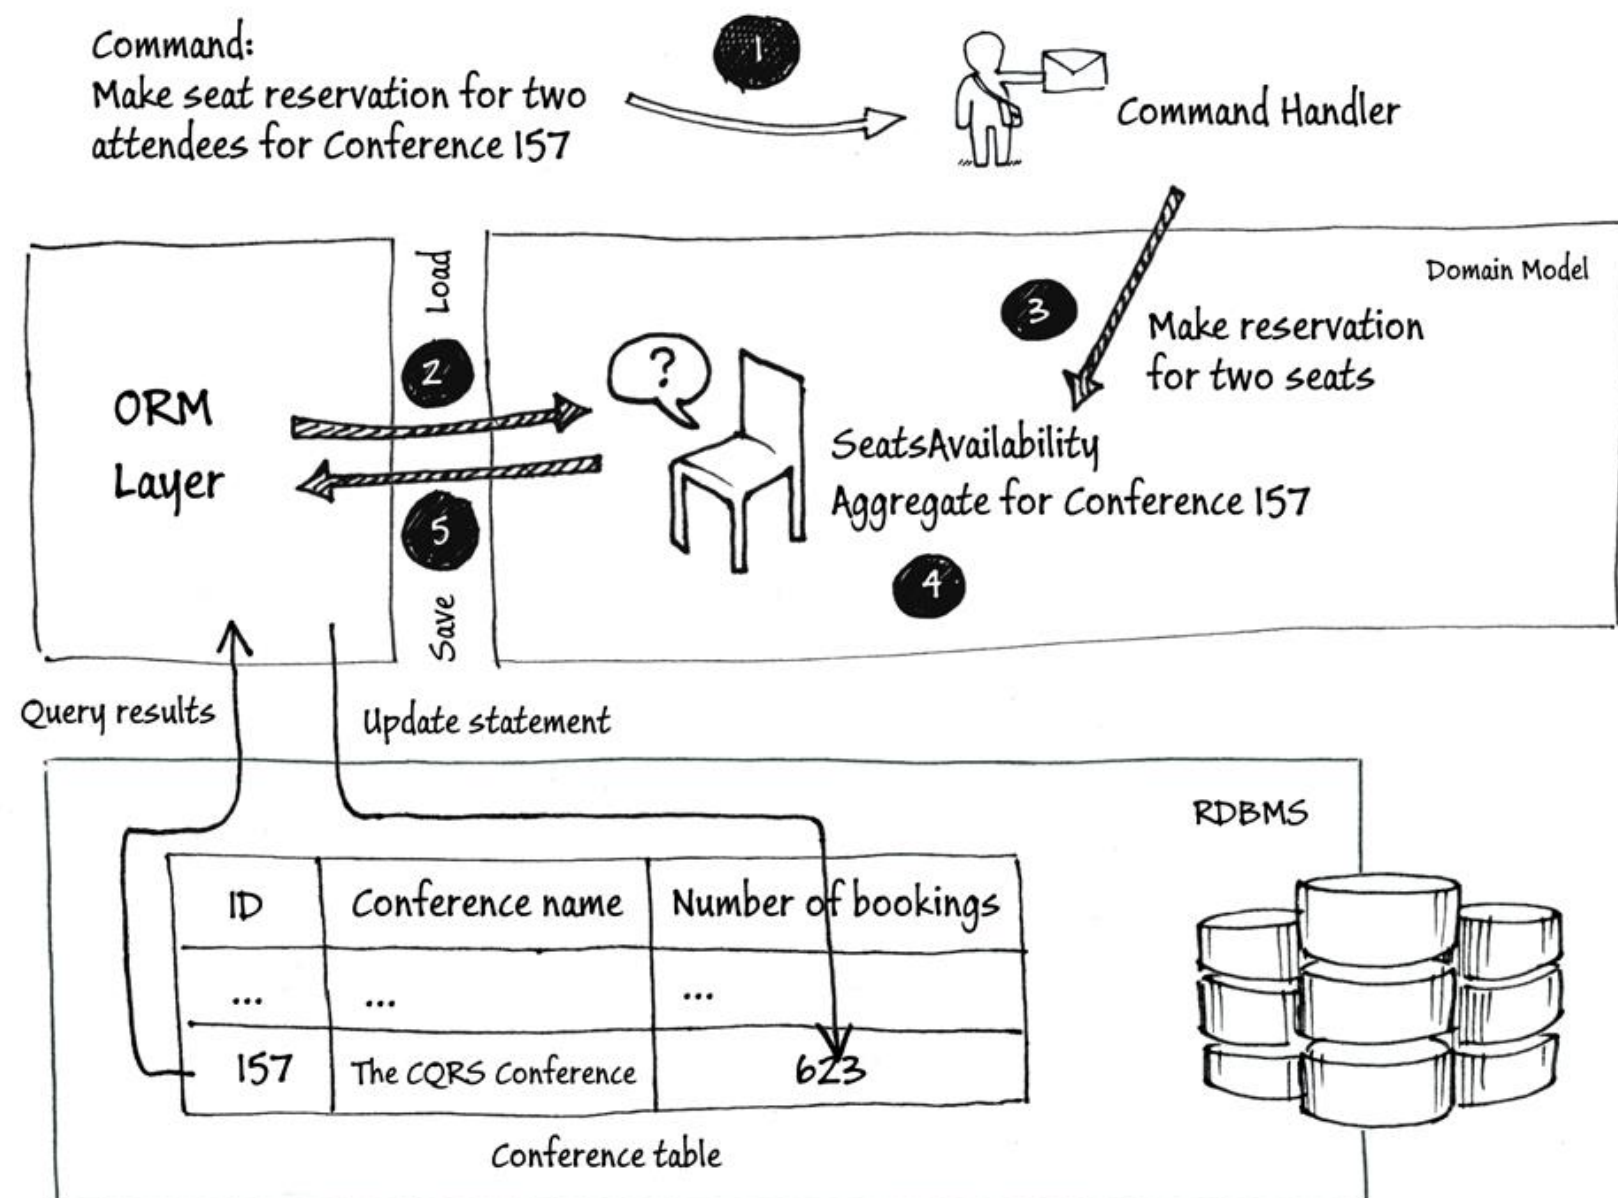 Command:
Make seat reservation for two
attendees for Conference 157
1
Command Handler
Domain Model
3
Make reservation
for two seats
Load
2
ORM
Layer
?
SeatsAvailability
Aggregate for Conference 157
5
4
Save
Query results
Update statement
RDBMS
ID Conference name Number of bookings
... ... ...
157 The CQRS Conference 623
Conference table